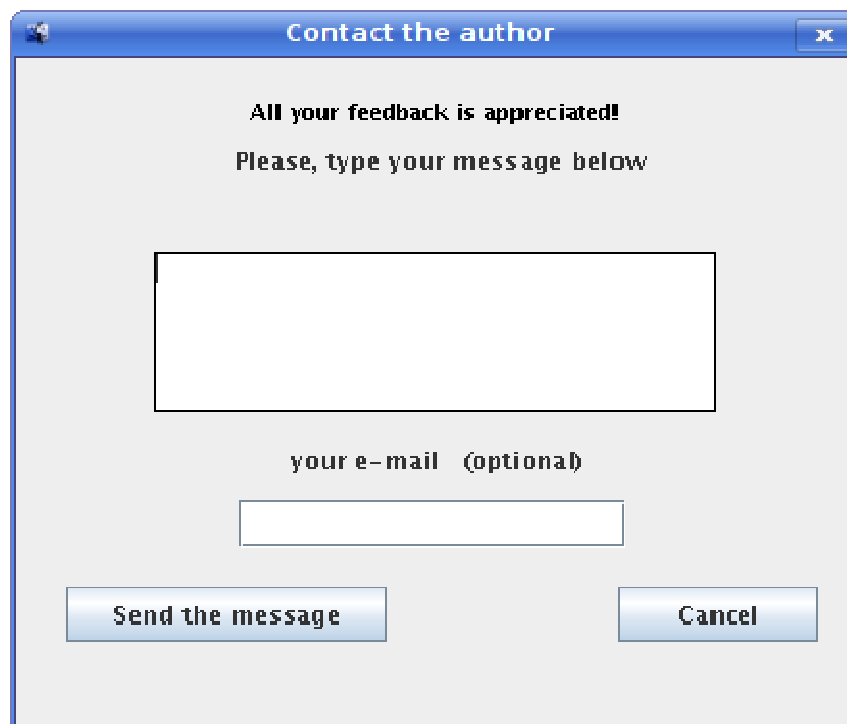 Contact the author
All your feedback is appreciated!
Please, type your message below
your e-mail (optional)
Send the message Cancel